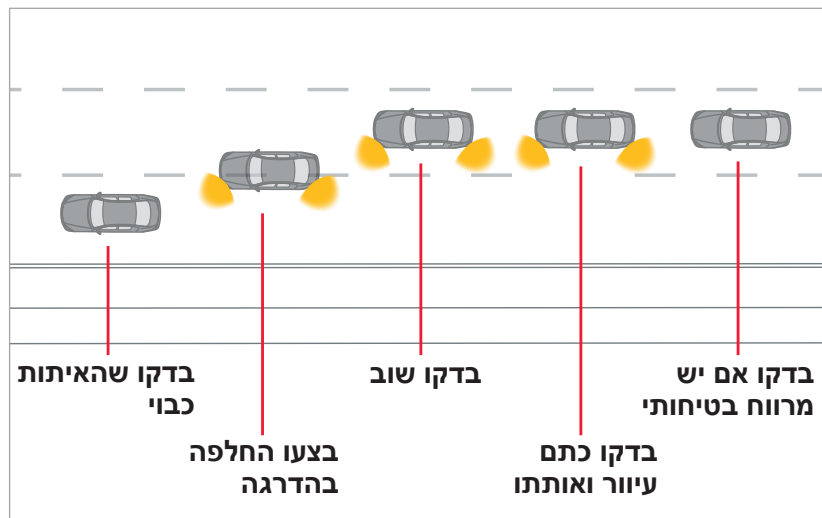 בדקו אם יש
מרווח בטיחותי
בדקו כתם
עיוור ואותתו
בדקו שוב
בצעו החלפה
בהדרגה
בדקו שהאיתות
כבוי